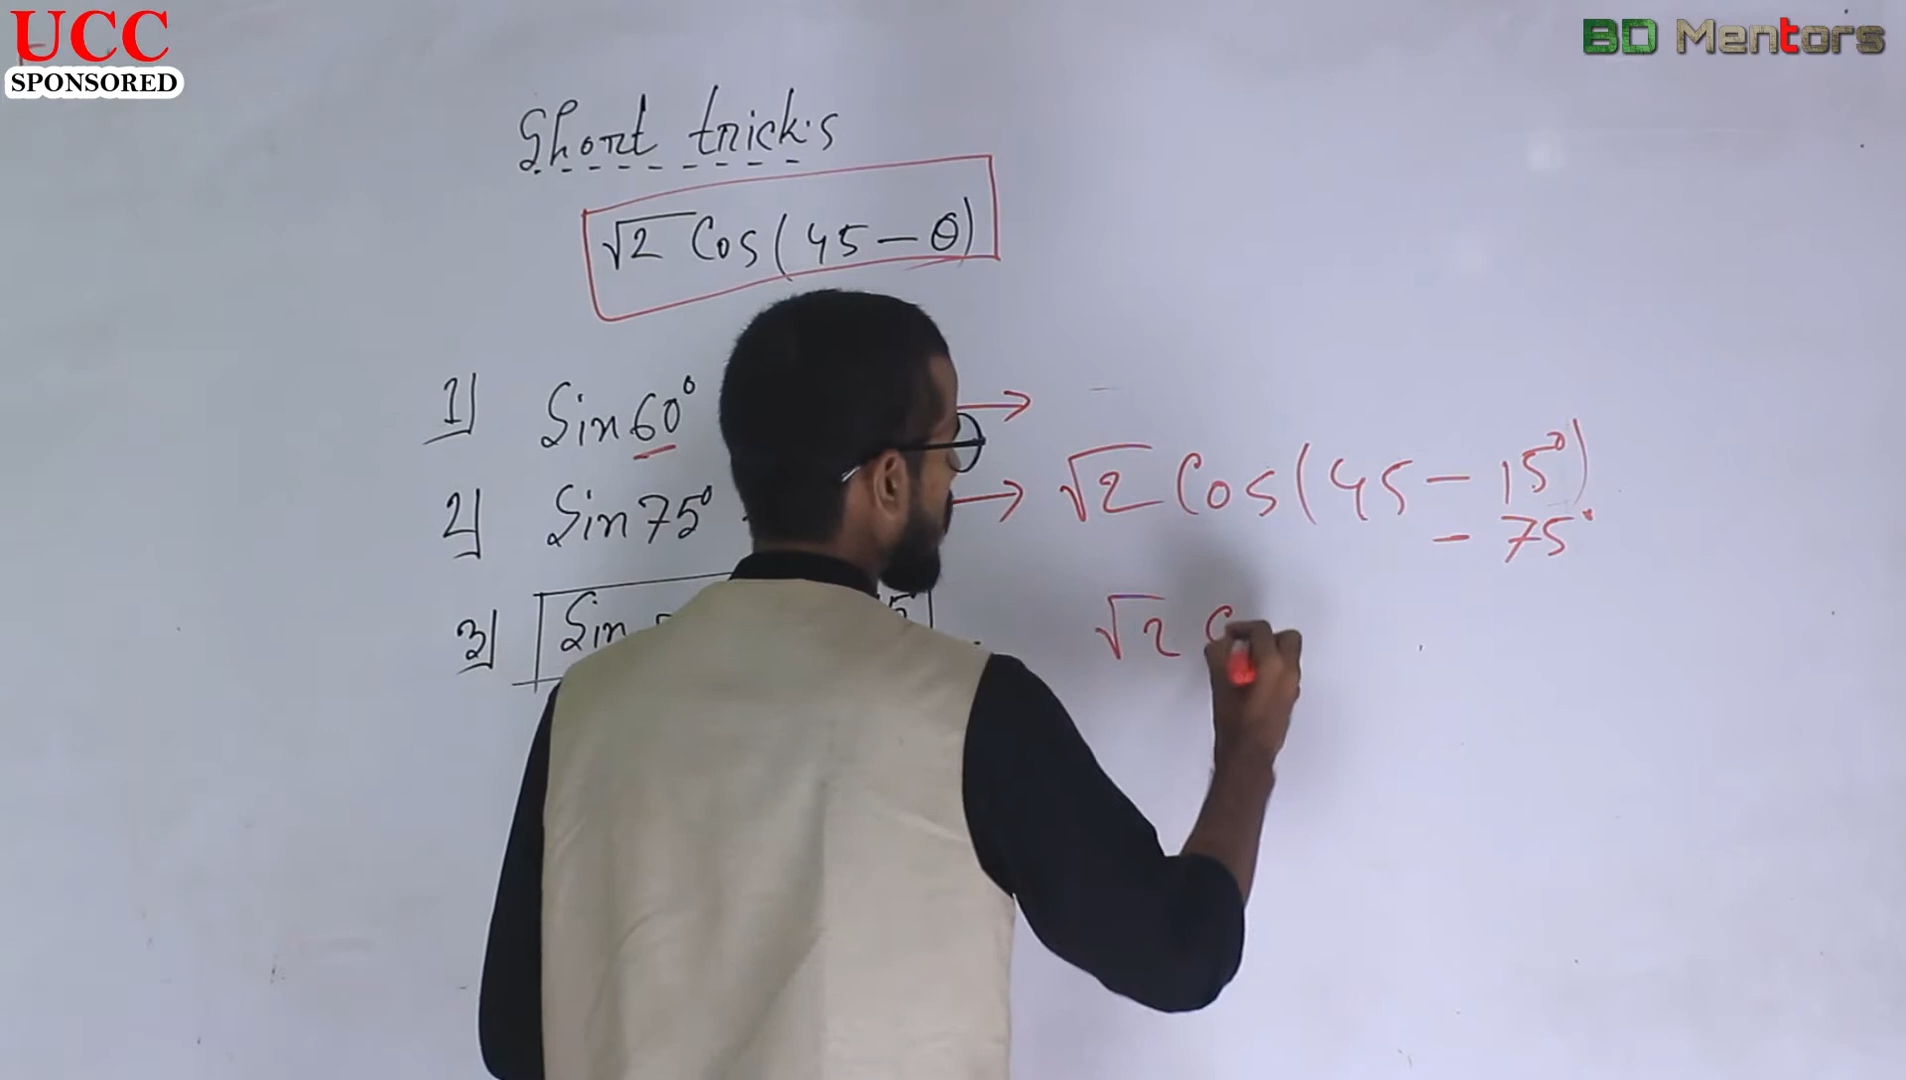 UCC
SPONSORED
BD Mentors
Short tricks
√2 Cos(45 – θ)
1) Sin60°
√2 Cos(45 – 15°)
2) Sin75°
– 75°
3) Sin
√2 C